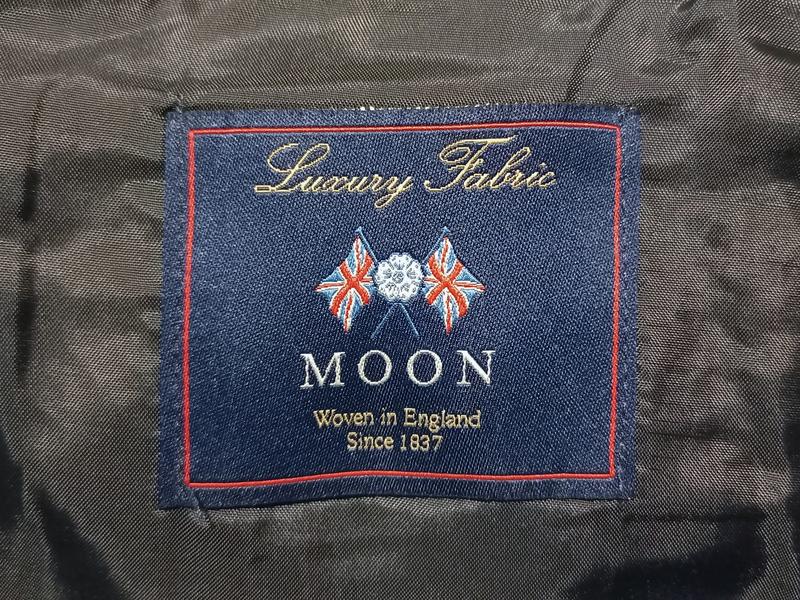 Luxury Fabric
MOON
Woven in England
Since 1837